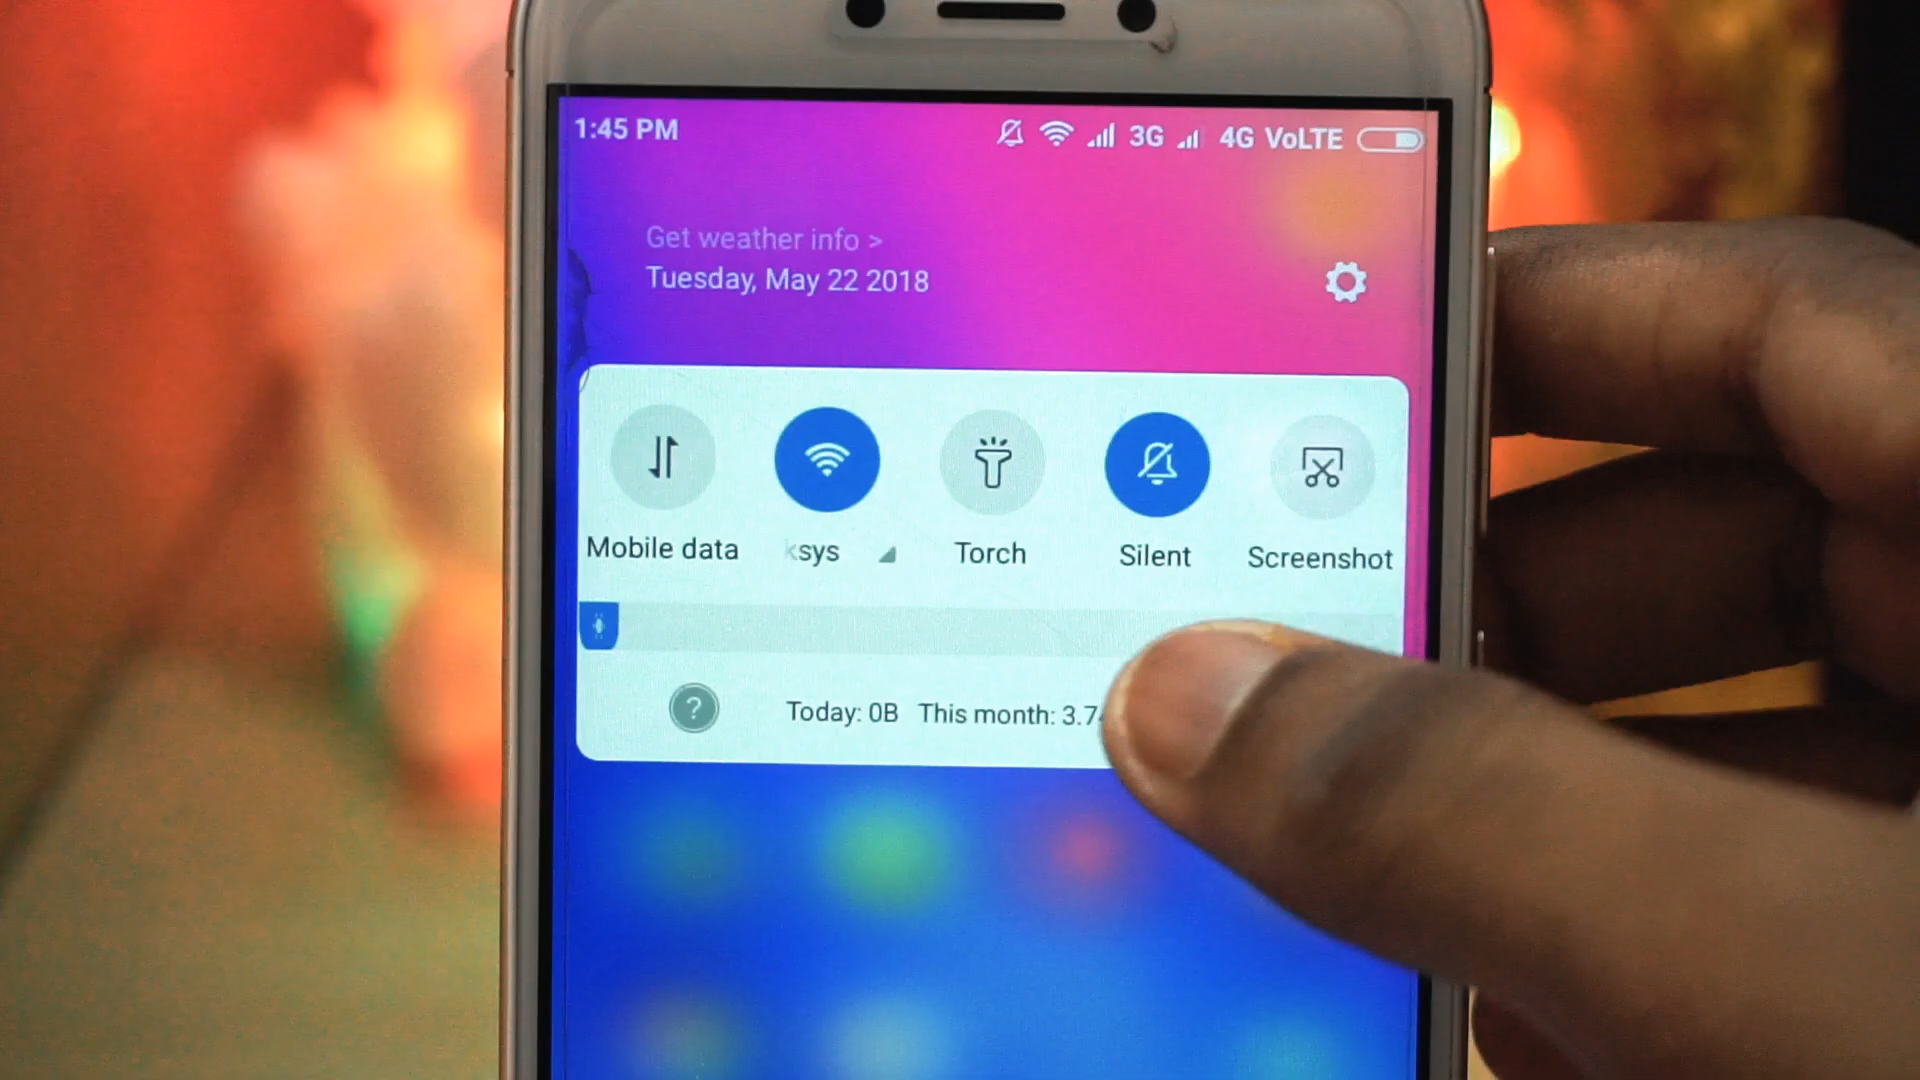 1:45 PM 3G 4G VoLTE
Get weather info >
Tuesday, May 22 2018
Mobile data ksys Torch Silent Screenshot
? Today: 0B This month: 3.7